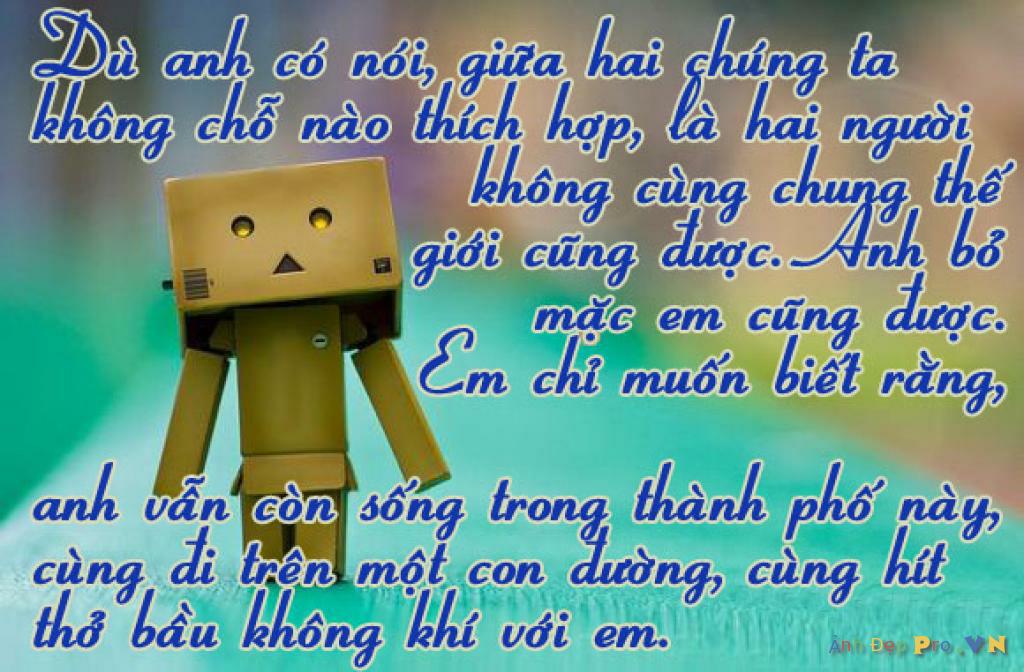 Dù anh có nói, giữa hai chúng ta
không chỗ nào thích hợp, là hai người
không cùng chung thế
giới cũng được. Anh bỏ
mặc em cũng được.
Em chỉ muốn biết rằng,
anh vẫn còn sống trong thành phố này,
cùng đi trên một con đường, cùng hít
thở bầu không khí với em.
Ảnh Đẹp Pro .VN